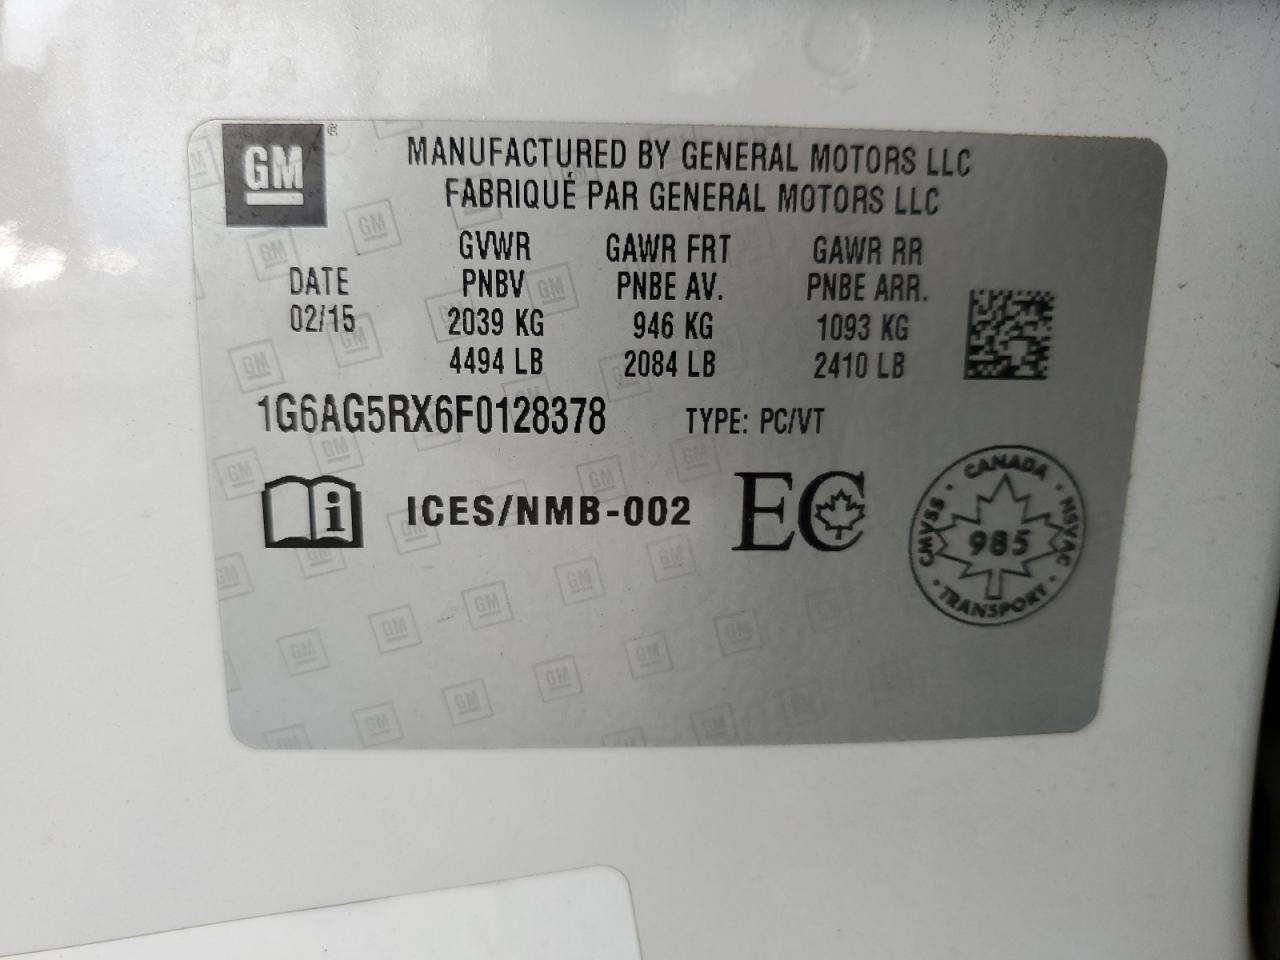 GM
MANUFACTURED BY GENERAL MOTORS LLC
FABRIQUÉ PAR GENERAL MOTORS LLC
DATE
02/15
GVWR
PNBV
2039 KG
4494 LB
GAWR FRT
PNBE AV.
946 KG
2084 LB
GAWR RR
PNBE ARR.
1093 KG
2410 LB
1G6AG5RX6F0128378 TYPE: PC/VT
i ICES/NMB-002 EC
CANADA
CMVSS · NSVAC
985
TRANSPORT